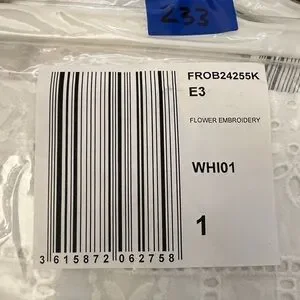 233
FROB24255K
E3
FLOWER EMBROIDERY
WHI01
1
3 615872 062758